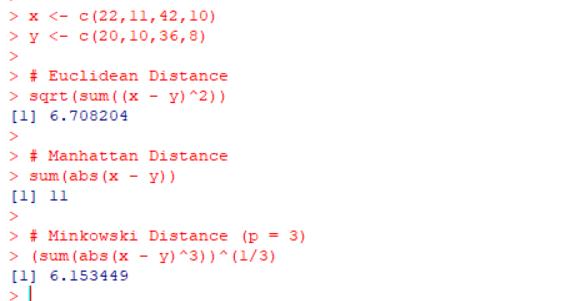 > x <- c(22,11,42,10)
> y <- c(20,10,36,8)
>
> # Euclidean Distance
> sqrt(sum((x - y)^2))
[1] 6.708204
>
> # Manhattan Distance
> sum(abs(x - y))
[1] 11
>
> # Minkowski Distance (p = 3)
> (sum(abs(x - y)^3))^(1/3)
[1] 6.153449
>